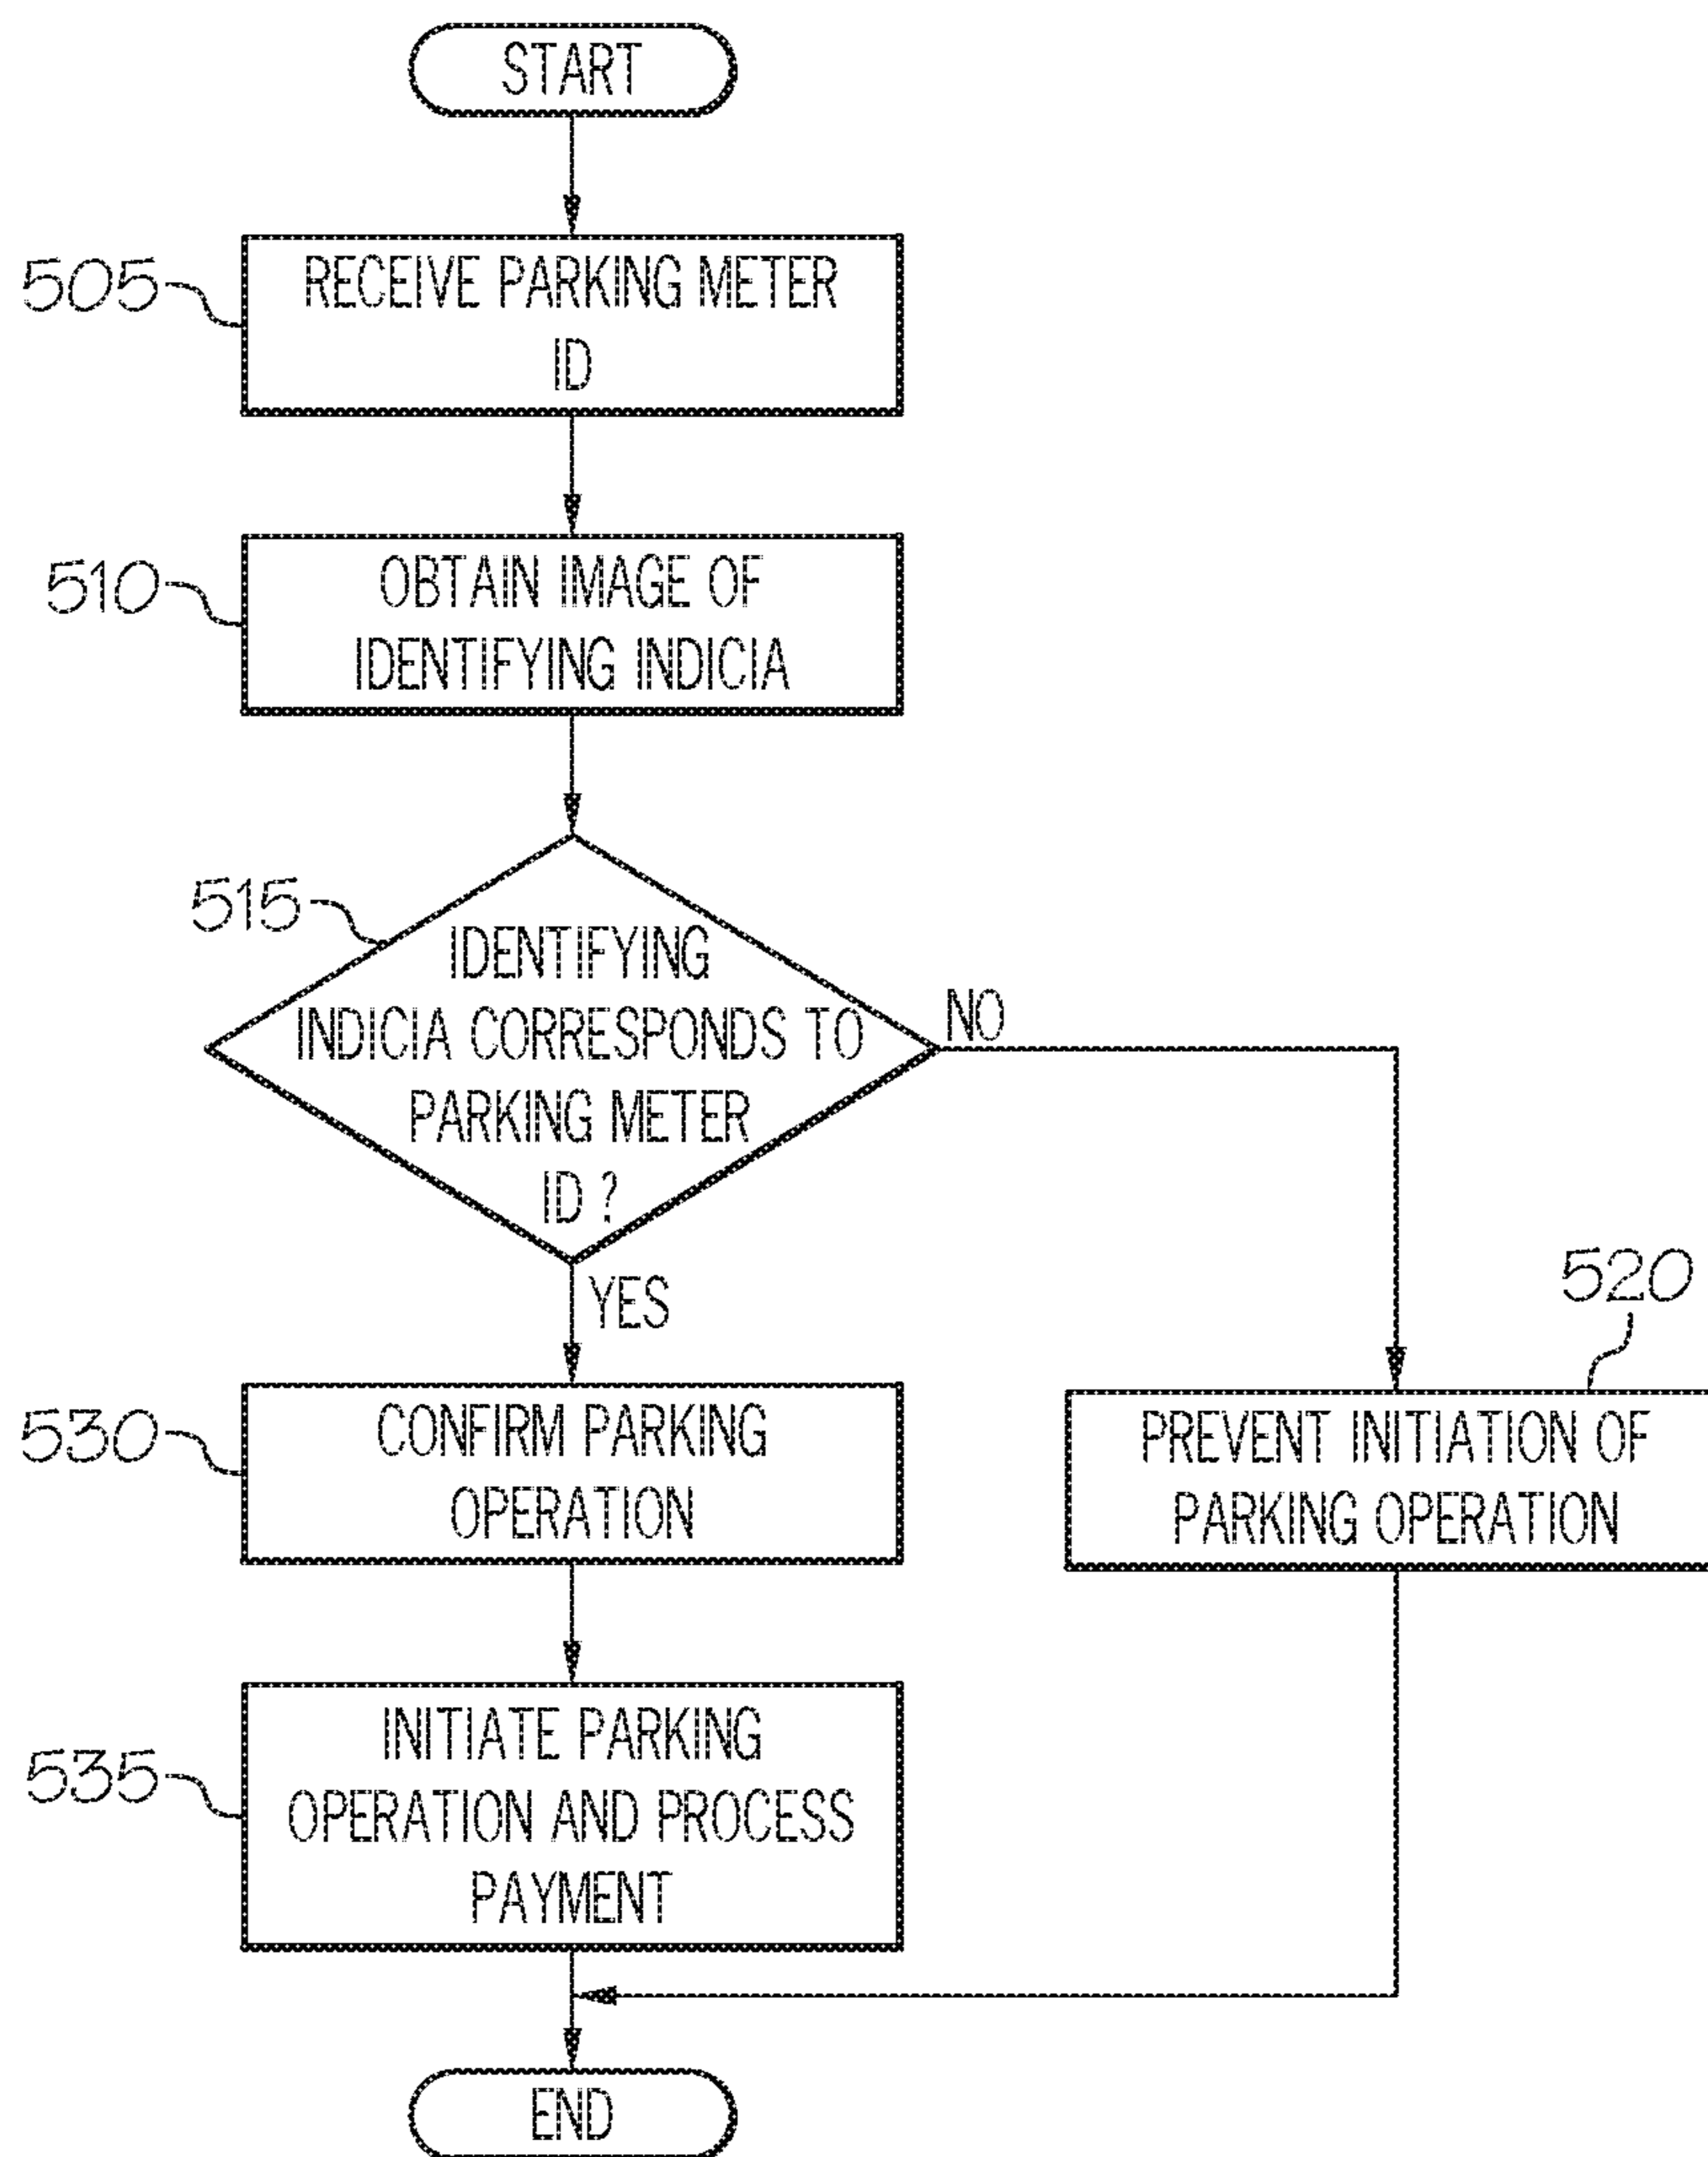 START
505
RECEIVE PARKING METER
ID
510
OBTAIN IMAGE OF
IDENTIFYING INDICIA
515
IDENTIFYING
INDICIA CORRESPONDS TO
PARKING METER
ID ?
NO
YES
520
PREVENT INITIATION OF
PARKING OPERATION
530
CONFIRM PARKING
OPERATION
535
INITIATE PARKING
OPERATION AND PROCESS
PAYMENT
END